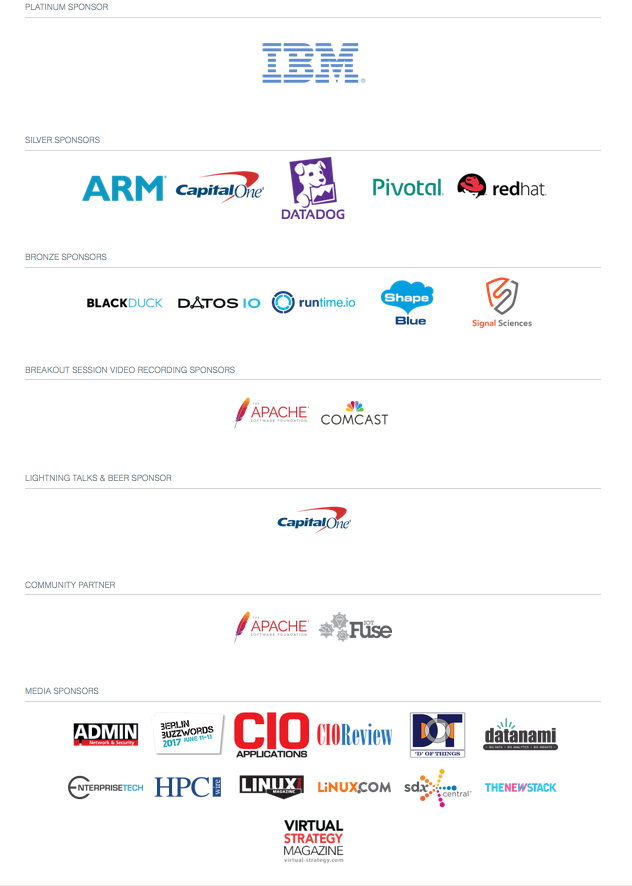 PLATINUM SPONSOR
IBM
SILVER SPONSORS
ARM
Capital One
DATADOG
Pivotal
redhat
BRONZE SPONSORS
BLACKDUCK
DATOS IO
runtime.io
Shape
Blue
Signal Sciences
BREAKOUT SESSION VIDEO RECORDING SPONSORS
THE
APACHE
SOFTWARE FOUNDATION
COMCAST
LIGHTNING TALKS & BEER SPONSOR
Capital One
COMMUNITY PARTNER
THE
APACHE
SOFTWARE FOUNDATION
IOT
Fuse
MEDIA SPONSORS
ADMIN
Network & Security
BERLIN
BUZZWORDS
2017 JUNE 11-13
CIO
APPLICATIONS
CIOReview
DOT
'D' OF THINGS
datanami
BIG DATA • BIG ANALYTICS • BIG INSIGHTS
ENTERPRISETECH
HPC wire
LINUX
MAGAZINE
LINUX.COM
sdx central
THENEWSTACK
VIRTUAL
STRATEGY
MAGAZINE
virtual-strategy.com